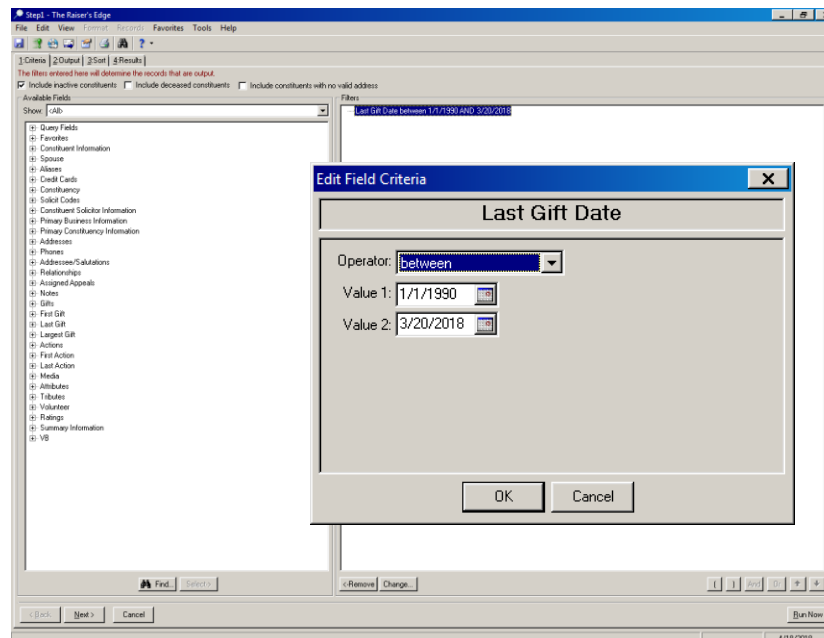 Step1 - The Raiser's Edge
File Edit View Format Records Favorites Tools Help
1:Criteria 2:Output 3:Sort 4:Results
The filters entered here will determine the records that are output.
Include inactive constituents Include deceased constituents Include constituents with no valid address
Available Fields
Show: <All>
Query Fields
Favorites
Constituent Information
Spouse
Aliases
Credit Cards
Constituency
Solicit Codes
Constituent Solicitor Information
Primary Business Information
Primary Constituency Information
Addresses
Phones
Addressee/Salutations
Relationships
Assigned Appeals
Notes
Gifts
First Gift
Last Gift
Largest Gift
Actions
First Action
Last Action
Media
Attributes
Tributes
Volunteer
Ratings
Summary Information
VB
Find... Select >
Filters
Last Gift Date between 1/1/1990 AND 3/20/2018
Edit Field Criteria
Last Gift Date
Operator: between
Value 1: 1/1/1990
Value 2: 3/20/2018
OK Cancel
<-Remove Change... ( ) And Or
< Back Next > Cancel Run Now